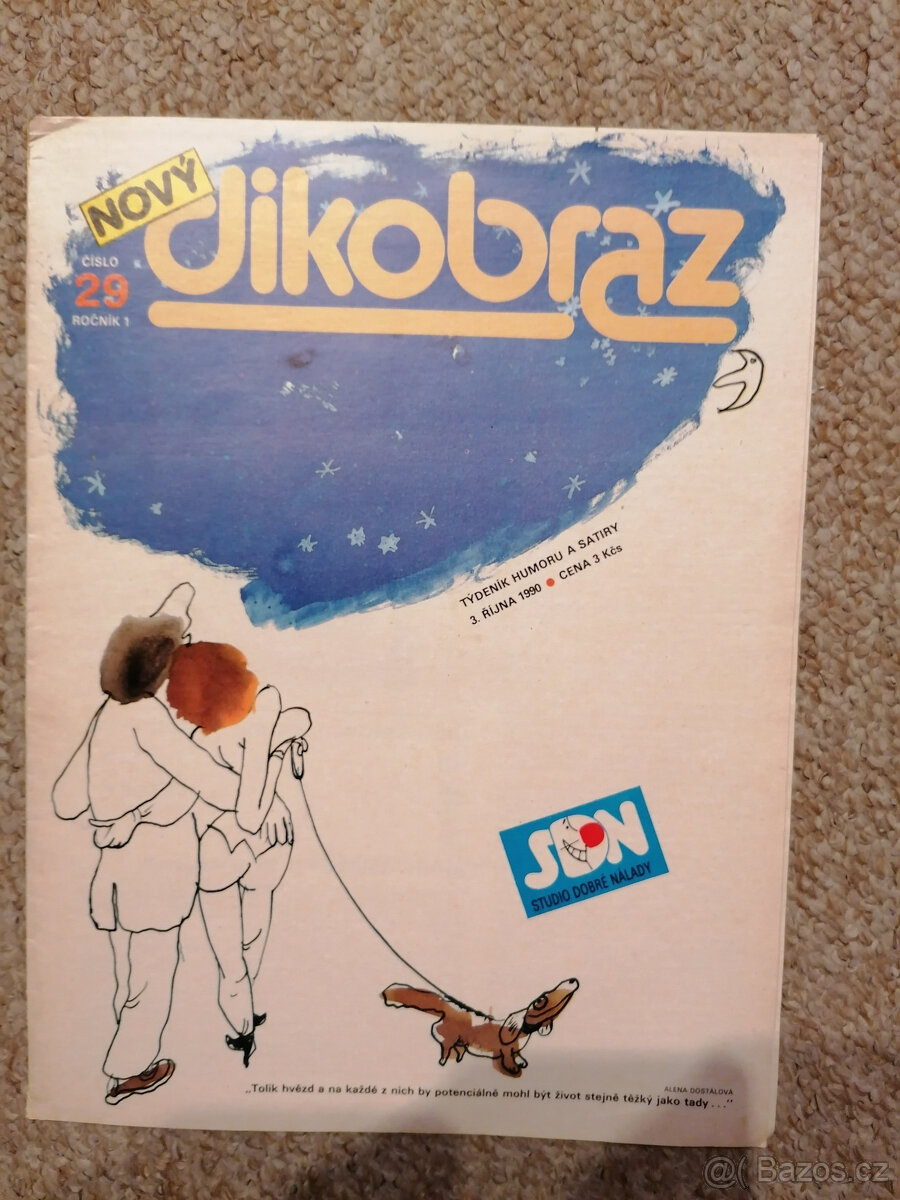 NOVÝ
dikobraz
ČÍSLO
29
ROČNÍK 1
TÝDENÍK HUMORU A SATIRY
3. ŘÍJNA 1990 ● CENA 3 Kčs
SDN
STUDIO DOBRÉ NÁLADY
ALENA DOSTÁLOVÁ
„Tolik hvězd a na každé z nich by potenciálně mohl být život stejně těžký jako tady . . .“
@( Bazos.cz